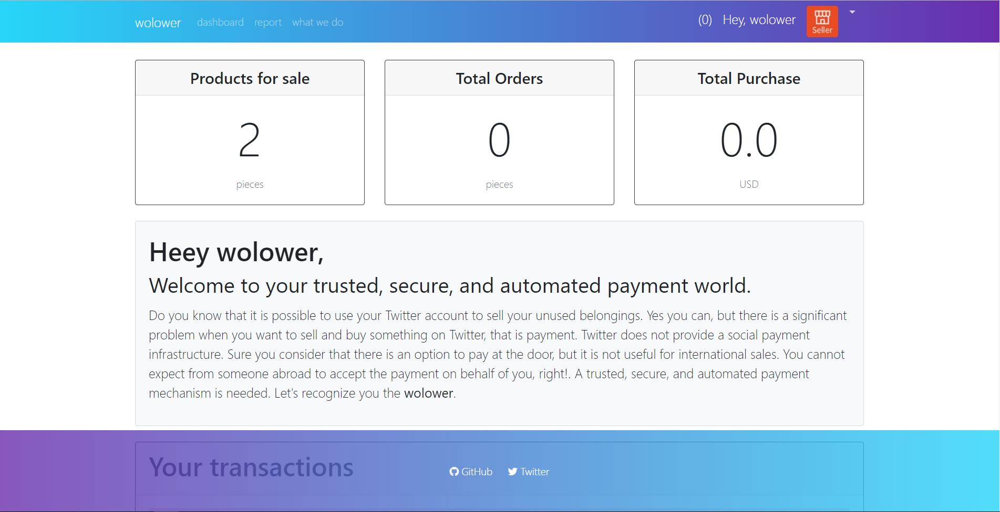 wolower dashboard report what we do (0) Hey, wolower Seller
Products for sale
2
pieces
Total Orders
0
pieces
Total Purchase
0.0
USD
Heey wolower,
Welcome to your trusted, secure, and automated payment world.
Do you know that it is possible to use your Twitter account to sell your unused belongings. Yes you can, but there is a significant
problem when you want to sell and buy something on Twitter, that is payment. Twitter does not provide a social payment
infrastructure. Sure you consider that there is an option to pay at the door, but it is not useful for international sales. You cannot
expect from someone abroad to accept the payment on behalf of you, right!. A trusted, secure, and automated payment
mechanism is needed. Let's recognize you the wolower.
Your transactions
GitHub Twitter